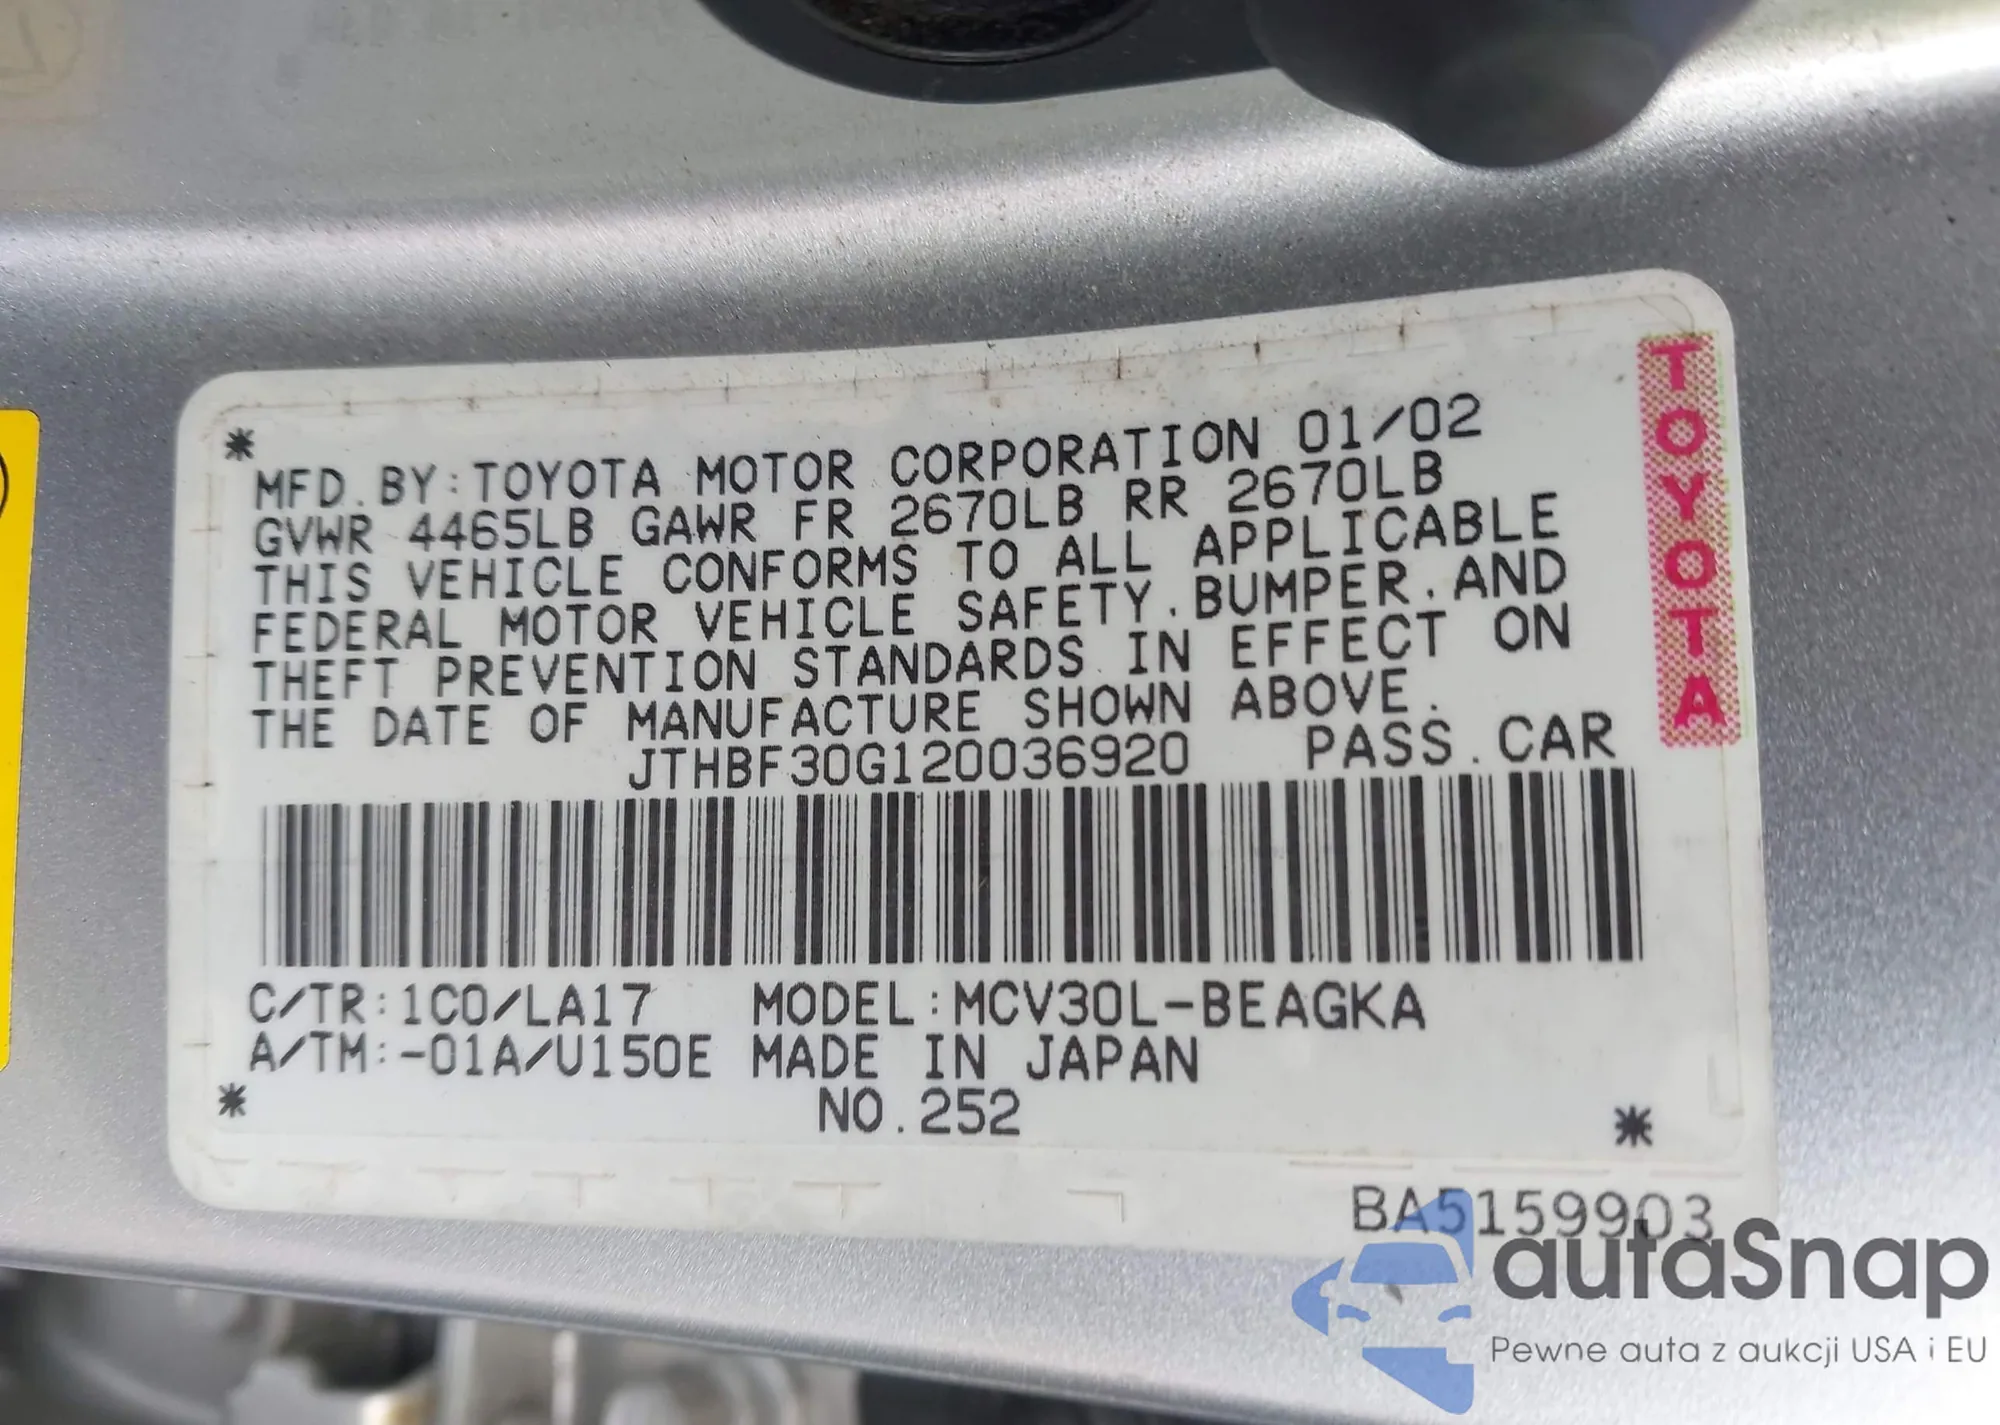 *
MFD.BY:TOYOTA MOTOR CORPORATION 01/02
GVWR 4465LB GAWR FR 2670LB RR 2670LB
THIS VEHICLE CONFORMS TO ALL APPLICABLE
FEDERAL MOTOR VEHICLE SAFETY.BUMPER.AND
THEFT PREVENTION STANDARDS IN EFFECT ON
THE DATE OF MANUFACTURE SHOWN ABOVE.
JTHBF30G120036920 PASS.CAR
TOYOTA
C/TR:1C0/LA17 MODEL:MCV30L-BEAGKA
A/TM:-01A/U150E MADE IN JAPAN
* NO.252 *
BA5159903
autaSnap
Pewne auta z aukcji USA i EU